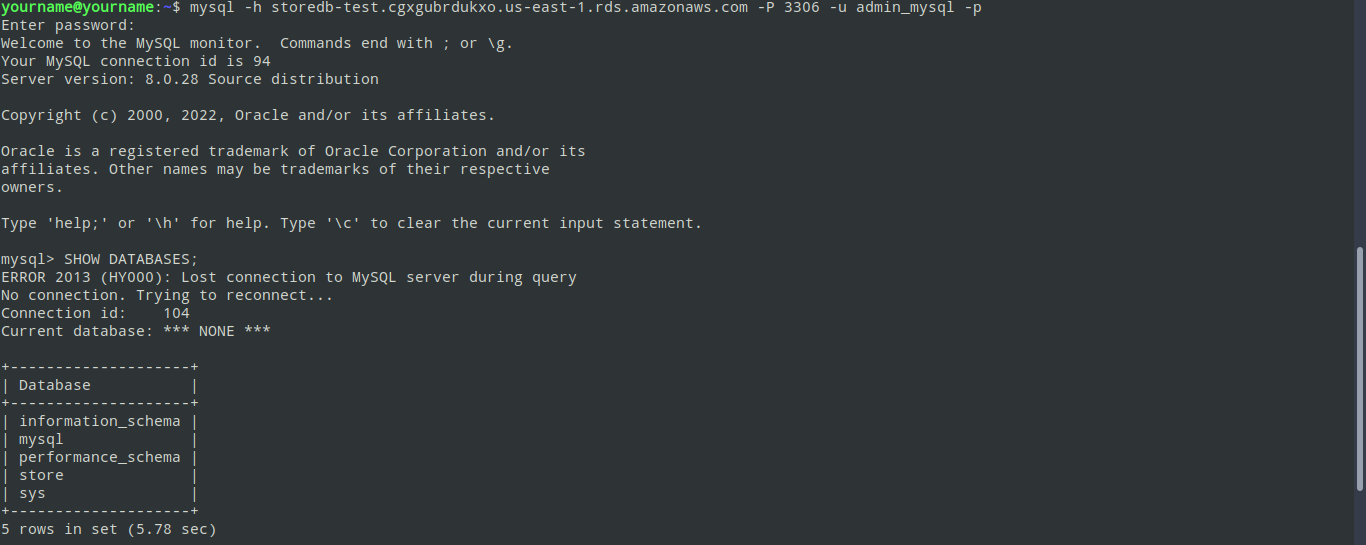 yourname@yourname:~$ mysql -h storedb-test.cgxgubrdukxo.us-east-1.rds.amazonaws.com -P 3306 -u admin_mysql -p
Enter password:
Welcome to the MySQL monitor.  Commands end with ; or \g.
Your MySQL connection id is 94
Server version: 8.0.28 Source distribution

Copyright (c) 2000, 2022, Oracle and/or its affiliates.

Oracle is a registered trademark of Oracle Corporation and/or its
affiliates. Other names may be trademarks of their respective
owners.

Type 'help;' or '\h' for help. Type '\c' to clear the current input statement.

mysql> SHOW DATABASES;
ERROR 2013 (HY000): Lost connection to MySQL server during query
No connection. Trying to reconnect...
Connection id:    104
Current database: *** NONE ***

+--------------------+
| Database           |
+--------------------+
| information_schema |
| mysql              |
| performance_schema |
| store              |
| sys                |
+--------------------+
5 rows in set (5.78 sec)